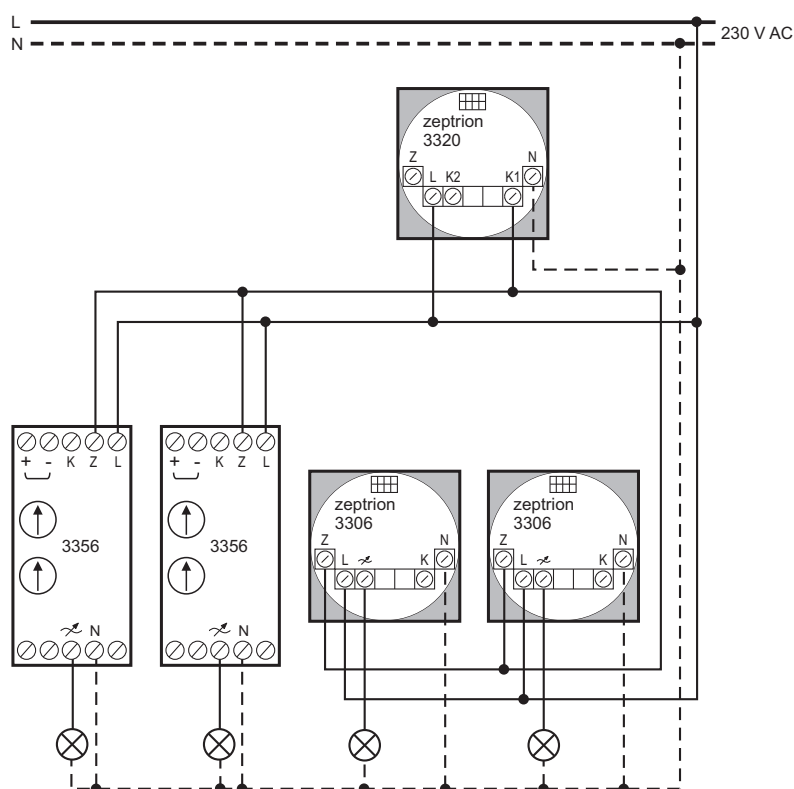 L
N
230 V AC
zeptrion
3320
Z
N
L K2
K1
+ - K Z L
+ - K Z L
3356
3356
N
N
zeptrion
3306
Z
N
L
K
zeptrion
3306
Z
N
L
K